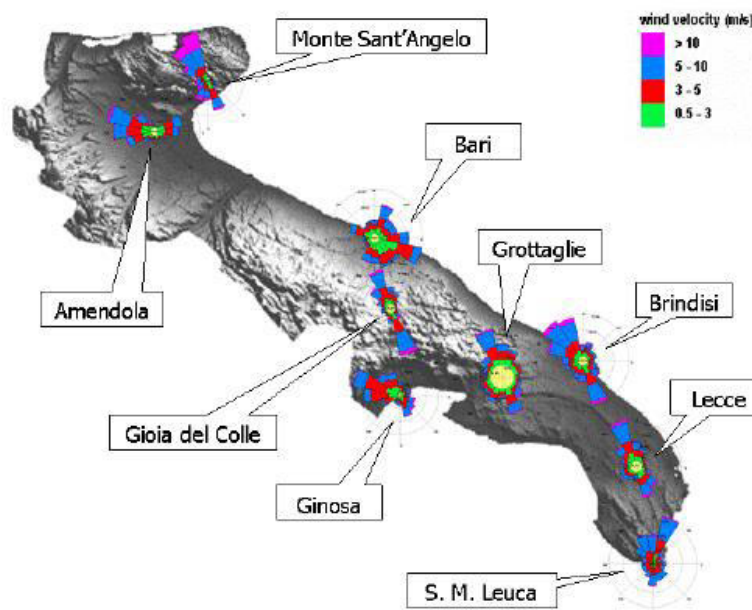 wind velocity (m/s)
> 10
5 - 10
3 - 5
0.5 - 3
Monte Sant'Angelo
Bari
Grottaglie
Amendola
Brindisi
Lecce
Gioia del Colle
Ginosa
S. M. Leuca